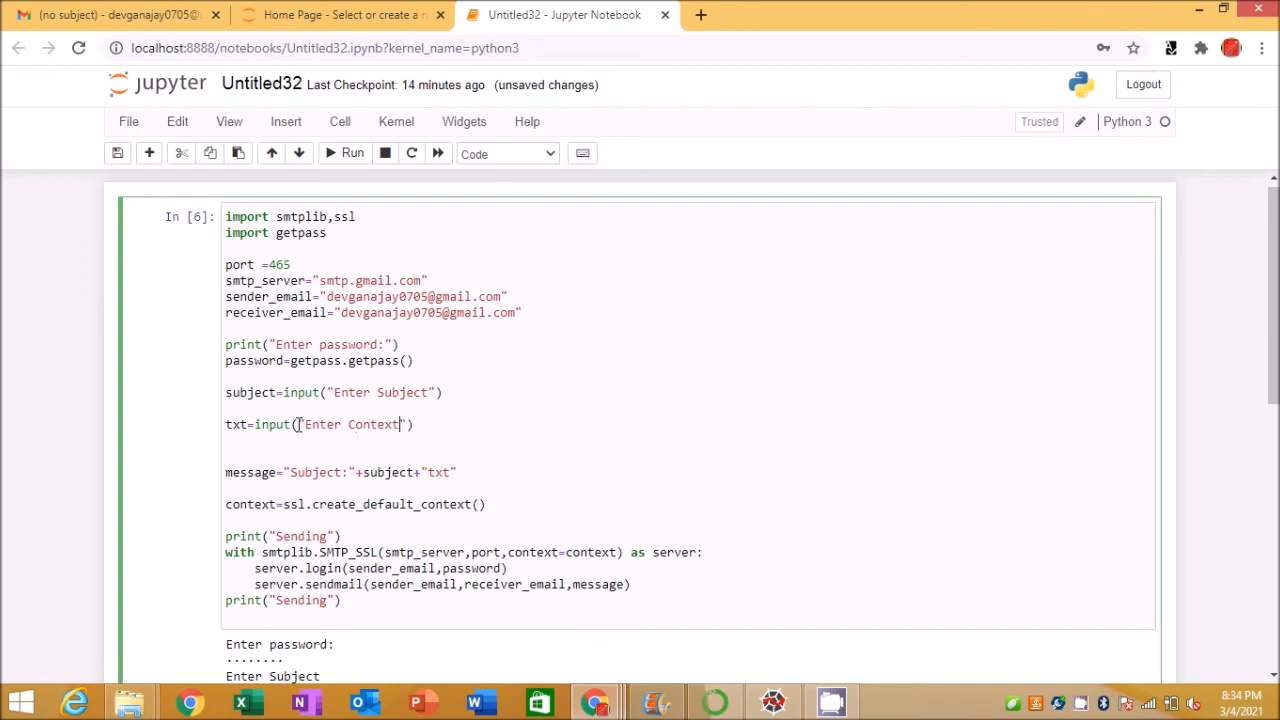 (no subject) - devganajay0705@
Home Page - Select or create a n
Untitled32 - Jupyter Notebook
localhost:8888/notebooks/Untitled32.ipynb?kernel_name=python3
jupyter Untitled32 Last Checkpoint: 14 minutes ago (unsaved changes)
Logout
File Edit View Insert Cell Kernel Widgets Help
Trusted Python 3
Run Code
In [6]: import smtplib,ssl
import getpass
port =465
smtp_server="smtp.gmail.com"
sender_email="devganajay0705@gmail.com"
receiver_email="devganajay0705@gmail.com"
print("Enter password:")
password=getpass.getpass()
subject=input("Enter Subject")
txt=input("Enter Context")
message="Subject:"+subject+"txt"
context=ssl.create_default_context()
print("Sending")
with smtplib.SMTP_SSL(smtp_server,port,context=context) as server:
    server.login(sender_email,password)
    server.sendmail(sender_email,receiver_email,message)
print("Sending")
Enter password:
········
Enter Subject
8:34 PM
3/4/2021